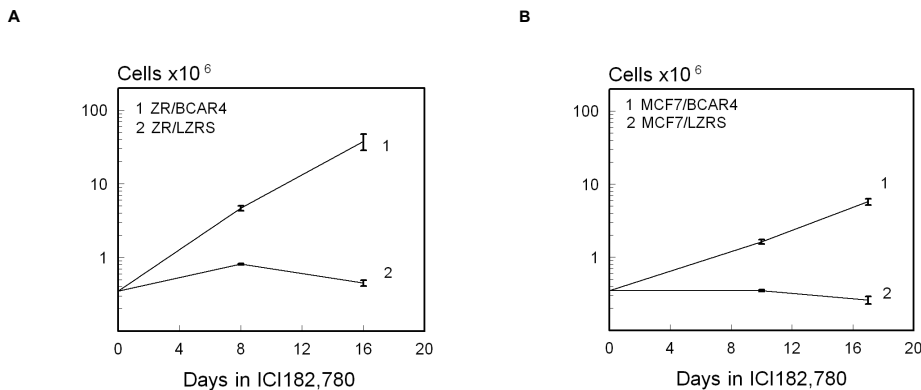 A
Cells x10 6
100
10
1
1 ZR/BCAR4
2 ZR/LZRS
1
2
0 4 8 12 16 20
Days in ICI182,780
B
Cells x10 6
100
10
1
1 MCF7/BCAR4
2 MCF7/LZRS
1
2
0 4 8 12 16 20
Days in ICI182,780